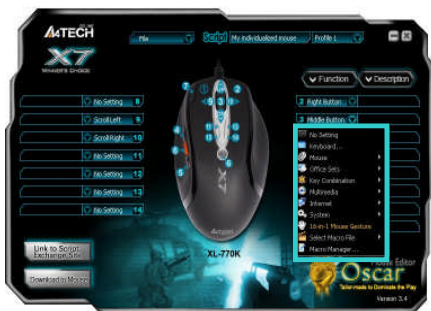 A4TECH
File
Script
My individualized mouse
Profile 1
X7
WINNER'S CHOICE
Function
Description
No Setting 8
Scroll Left 9
Scroll Right 10
No Setting 11
No Setting 12
No Setting 13
No Setting 14
2 Right Button
3 Middle Button
No Setting
Keyboard...
Mouse
Office Sets
Key Combination
Multimedia
Internet
System
16-in-1 Mouse Gesture
Select Macro File
Macro Manager...
X7
A4TECH
XL-770K
Link to Script
Exchange Site
Download to Mouse
Editor
Oscar
Tailor-made to Dominate the Play
Version 3.4